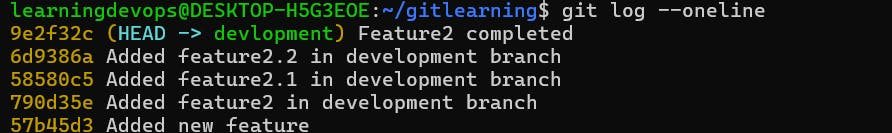 learningdevops@DESKTOP-H5G3EOE:~/gitlearning$ git log --oneline
9e2f32c (HEAD -> devlopment) Feature2 completed
6d9386a Added feature2.2 in development branch
58580c5 Added feature2.1 in development branch
790d35e Added feature2 in development branch
57b45d3 Added new feature